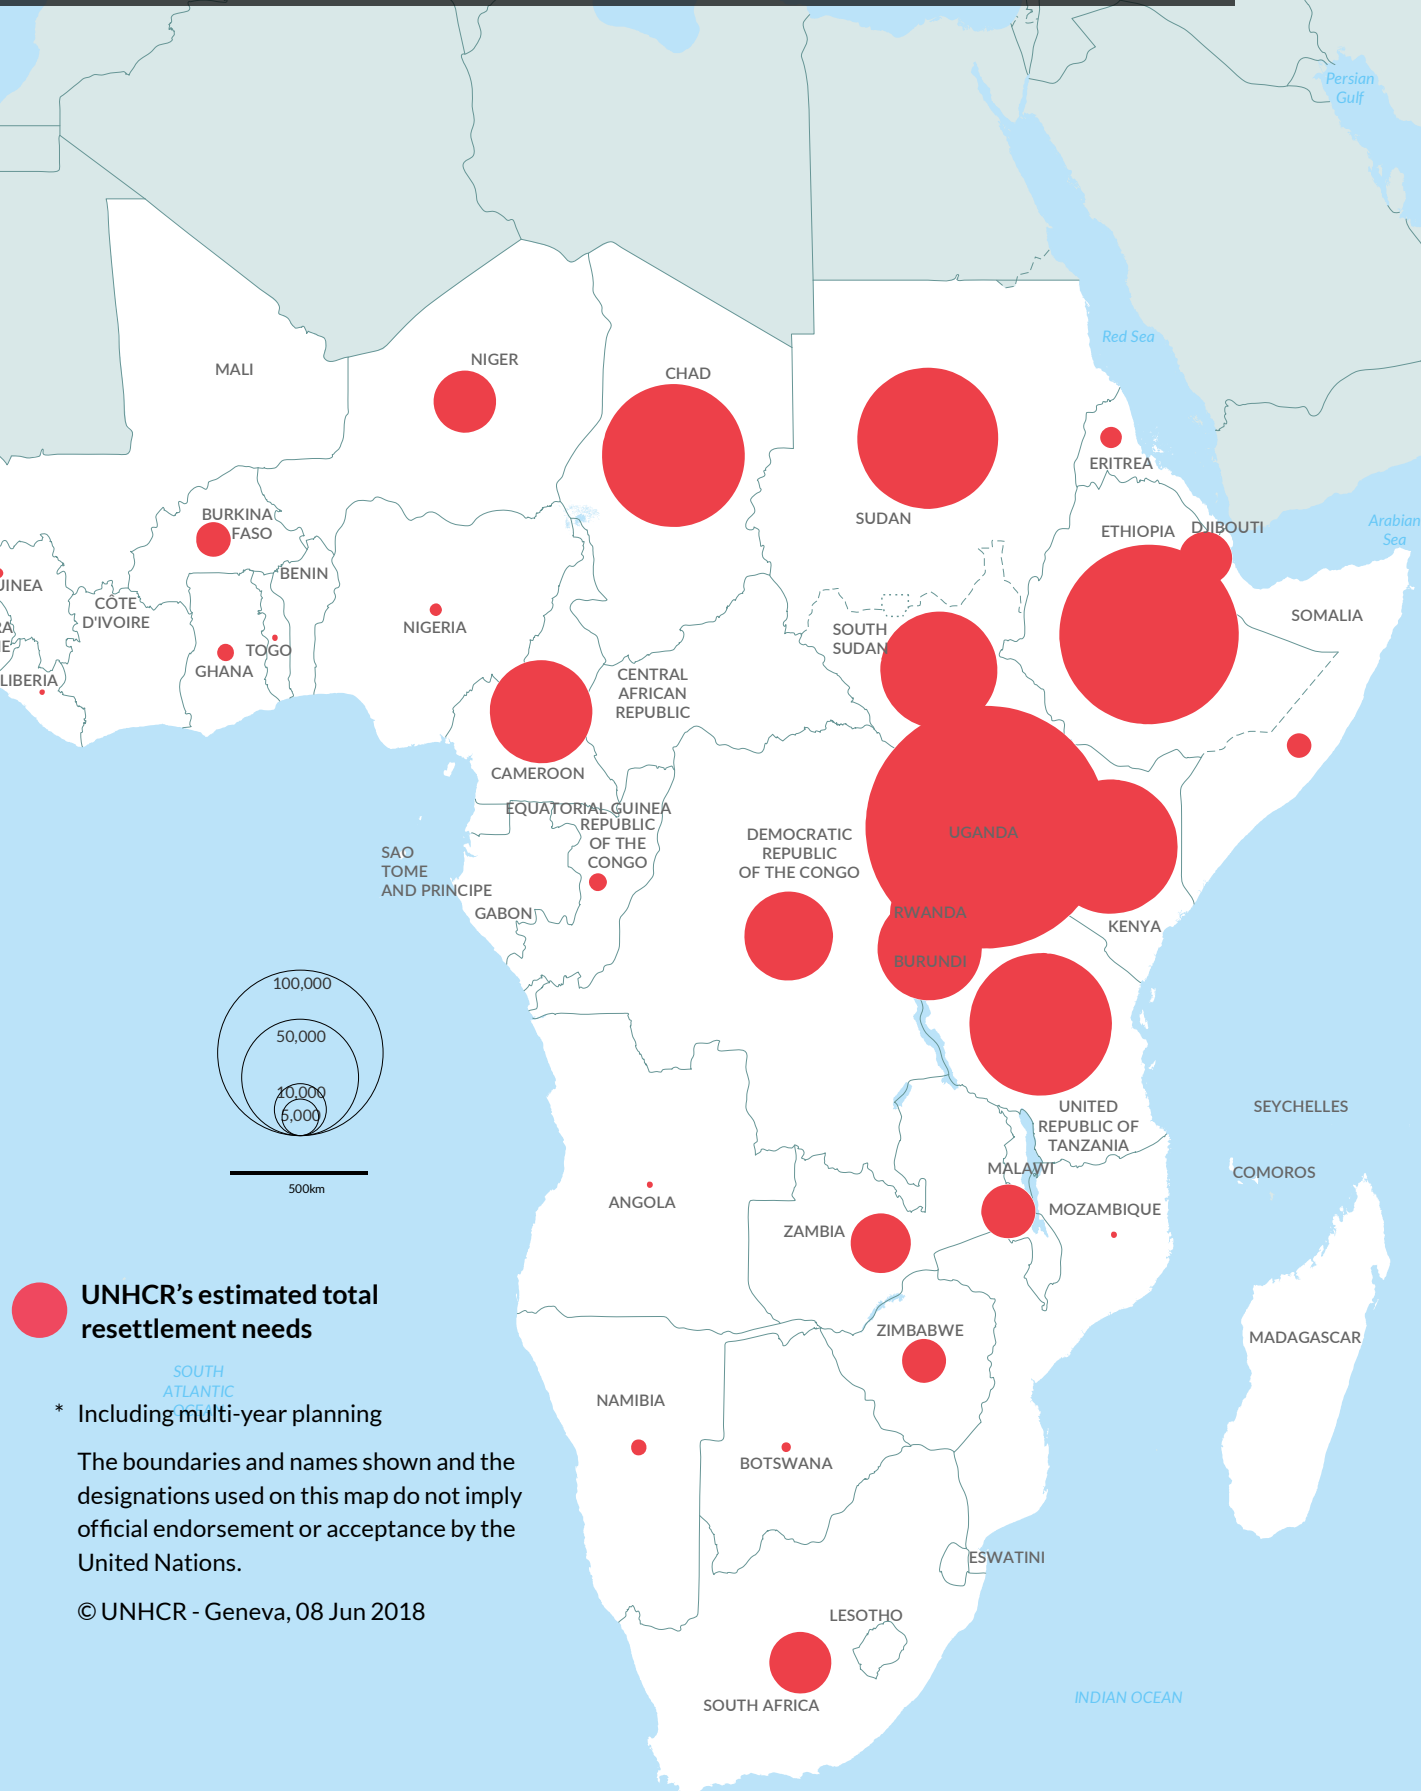 Persian
Gulf
Red Sea
MALI
NIGER
CHAD
ERITREA
BURKINA
FASO
SUDAN
ETHIOPIA
DJIBOUTI
Arabian
Sea
UINEA
BENIN
CÔTE
D'IVOIRE
NIGERIA
SOMALIA
RA
NE
SOUTH
SUDAN
TOGO
GHANA
LIBERIA
CENTRAL
AFRICAN
REPUBLIC
CAMEROON
EQUATORIAL GUINEA
REPUBLIC
OF THE
CONGO
DEMOCRATIC
REPUBLIC
OF THE CONGO
UGANDA
SAO
TOME
AND PRINCIPE
GABON
RWANDA
KENYA
BURUNDI
100,000
50,000
10,000
5,000
500km
UNITED
REPUBLIC OF
TANZANIA
SEYCHELLES
MALAWI
COMOROS
ANGOLA
MOZAMBIQUE
ZAMBIA
UNHCR's estimated total
resettlement needs
ZIMBABWE
MADAGASCAR
SOUTH
ATLANTIC
OCEAN
* Including multi-year planning
NAMIBIA
BOTSWANA
The boundaries and names shown and the
designations used on this map do not imply
official endorsement or acceptance by the
United Nations.
ESWATINI
© UNHCR - Geneva, 08 Jun 2018
LESOTHO
SOUTH AFRICA
INDIAN OCEAN